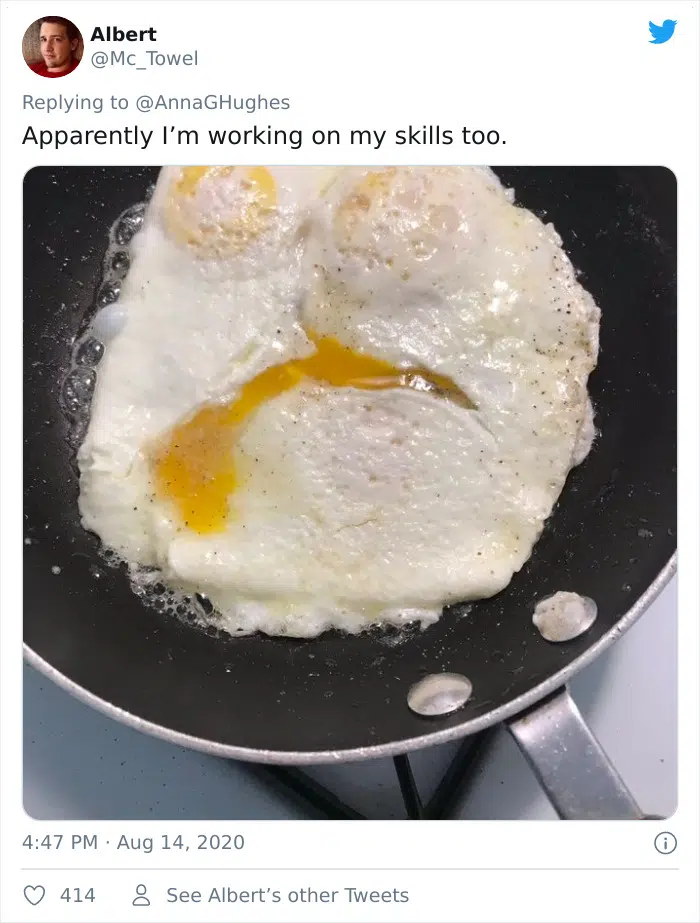 Albert
@Mc_Towel
Replying to @AnnaGHughes
Apparently I’m working on my skills too.
4:47 PM · Aug 14, 2020
414 See Albert’s other Tweets